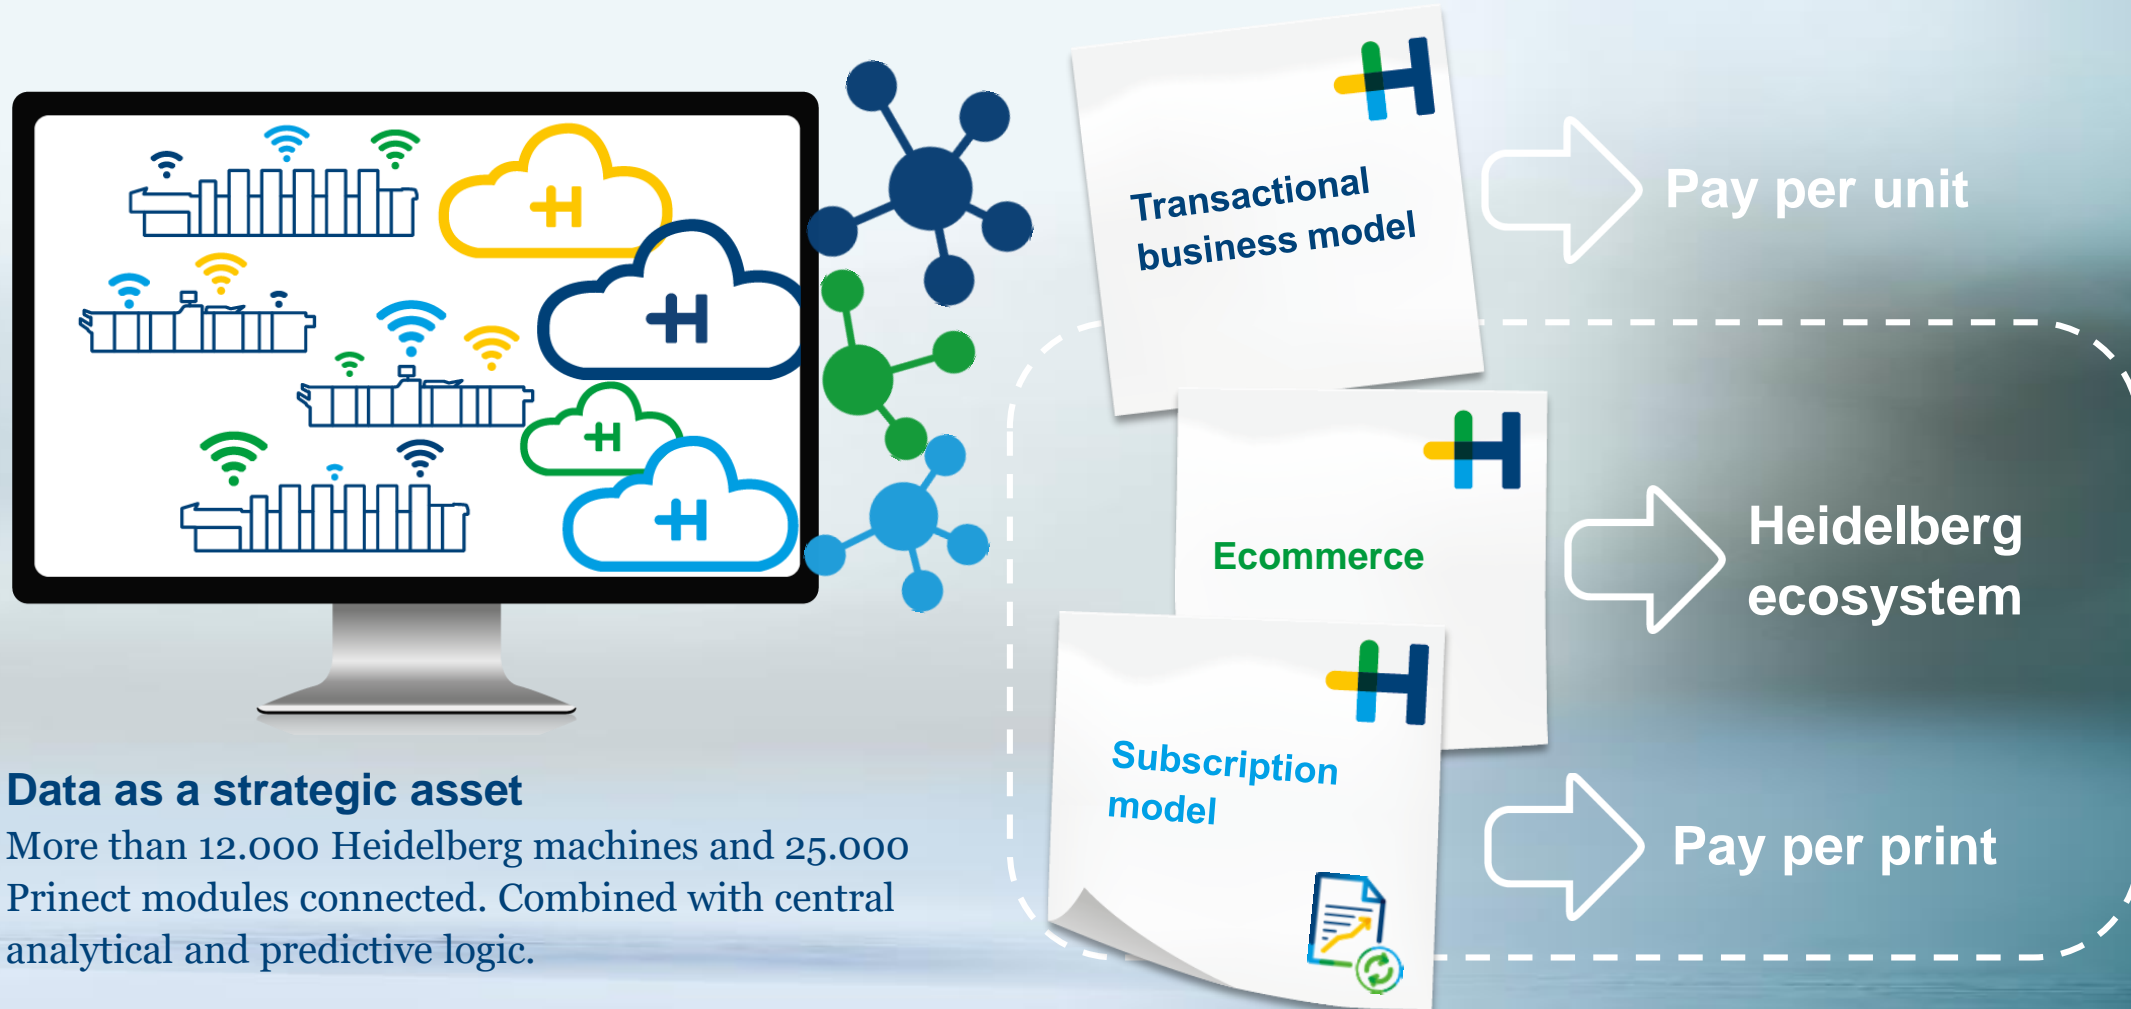 Transactional
business model
Pay per unit
Ecommerce
Heidelberg
ecosystem
Subscription
model
Pay per print
Data as a strategic asset
More than 12.000 Heidelberg machines and 25.000
Prinect modules connected. Combined with central
analytical and predictive logic.